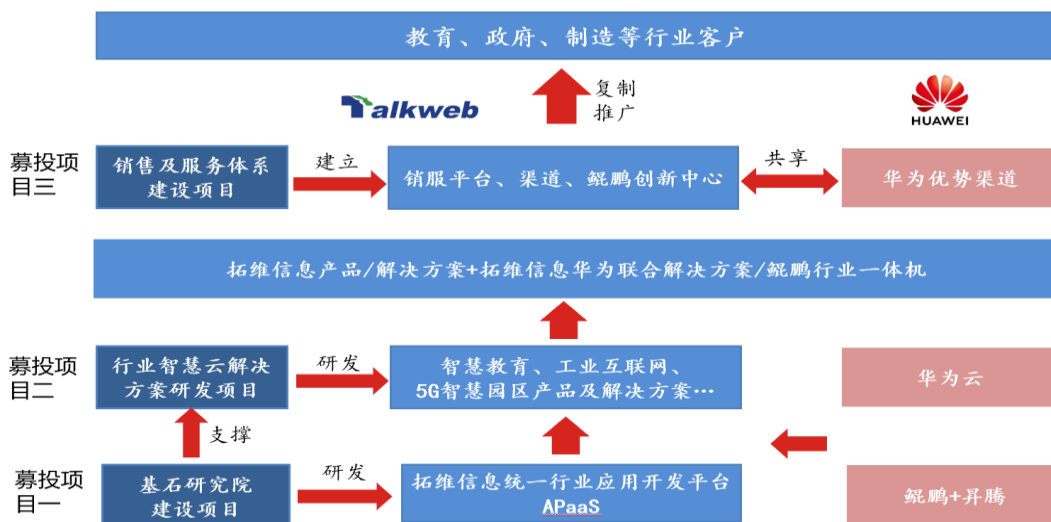 教育、政府、制造等行业客户
Talkweb
复制
推广
HUAWEI
募投项
目三
销售及服务体系
建设项目
建立
销服平台、渠道、鲲鹏创新中心
共享
华为优势渠道
拓维信息产品/解决方案+拓维信息华为联合解决方案/鲲鹏行业一体机
募投项
目二
行业智慧云解决
方案研发项目
研发
智慧教育、工业互联网、
5G智慧园区产品及解决方案…
华为云
支撑
募投项
目一
基石研究院
建设项目
研发
拓维信息统一行业应用开发平台
APaaS
鲲鹏+昇腾